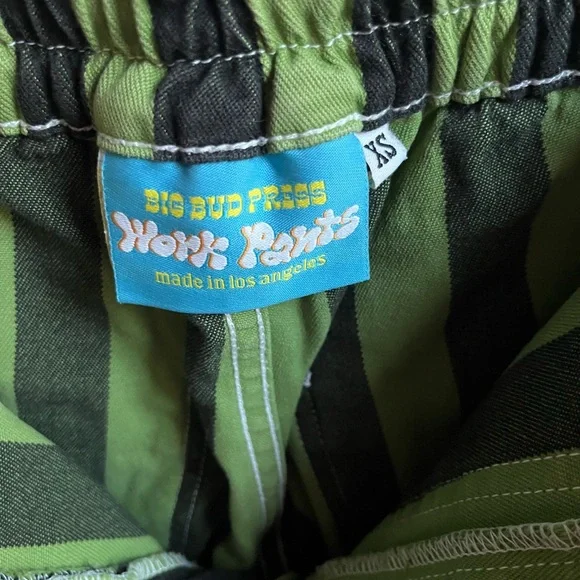 BIG BUD PRESS
Work Pants
made in los angeles
XS